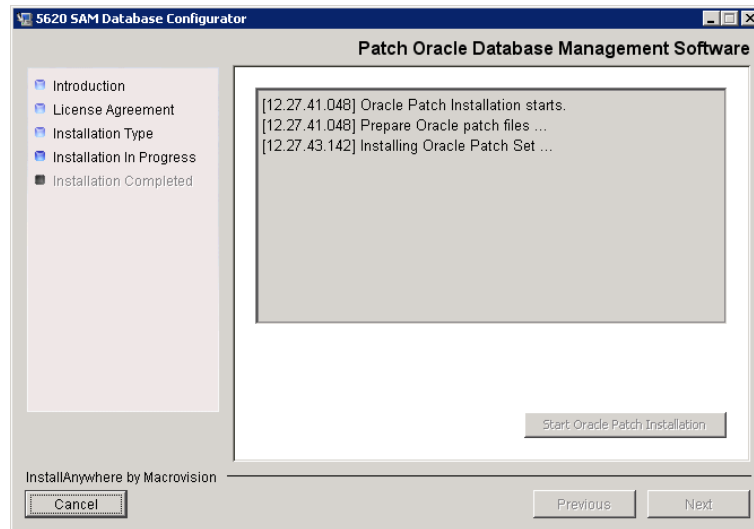 5620 SAM Database Configurator
Patch Oracle Database Management Software
Introduction
License Agreement
Installation Type
Installation In Progress
Installation Completed
[12.27.41.048] Oracle Patch Installation starts.
[12.27.41.048] Prepare Oracle patch files ...
[12.27.43.142] Installing Oracle Patch Set ...
Start Oracle Patch Installation
InstallAnywhere by Macrovision
Cancel
Previous
Next